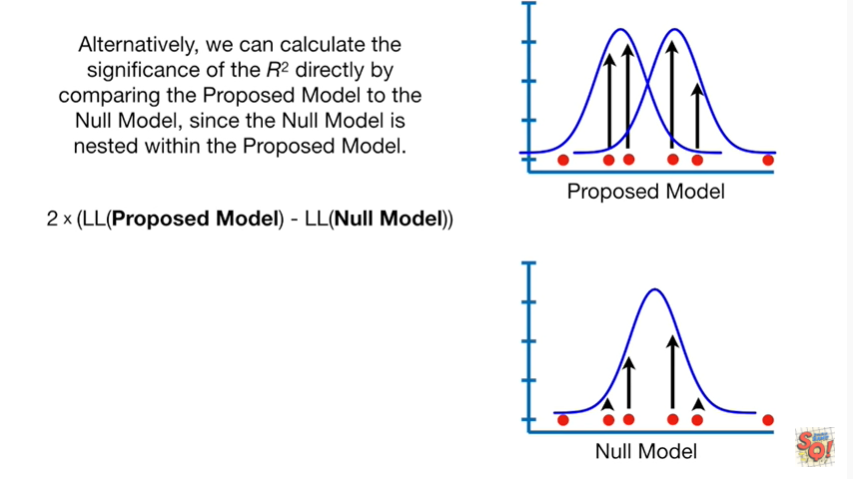 Alternatively, we can calculate the
significance of the R² directly by
comparing the Proposed Model to the
Null Model, since the Null Model is
nested within the Proposed Model.
2 × (LL(Proposed Model) - LL(Null Model))
Proposed Model
Null Model
SQ!